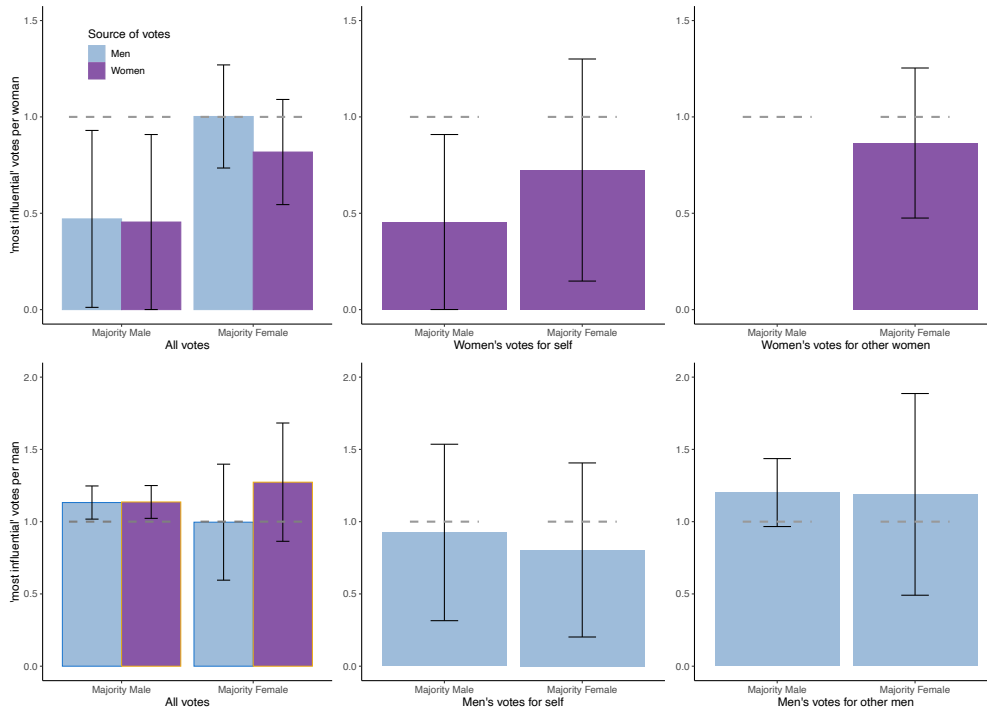 Source of votes
Men
Women
'most influential' votes per woman
1.5
1.0
0.5
0.0
Majority Male
Majority Female
All votes
1.5
1.0
0.5
0.0
Majority Male
Majority Female
Women's votes for self
1.5
1.0
0.5
0.0
Majority Male
Majority Female
Women's votes for other women
'most influential' votes per man
2.0
1.5
1.0
0.5
0.0
Majority Male
Majority Female
All votes
2.0
1.5
1.0
0.5
0.0
Majority Male
Majority Female
Men's votes for self
2.0
1.5
1.0
0.5
0.0
Majority Male
Majority Female
Men's votes for other men